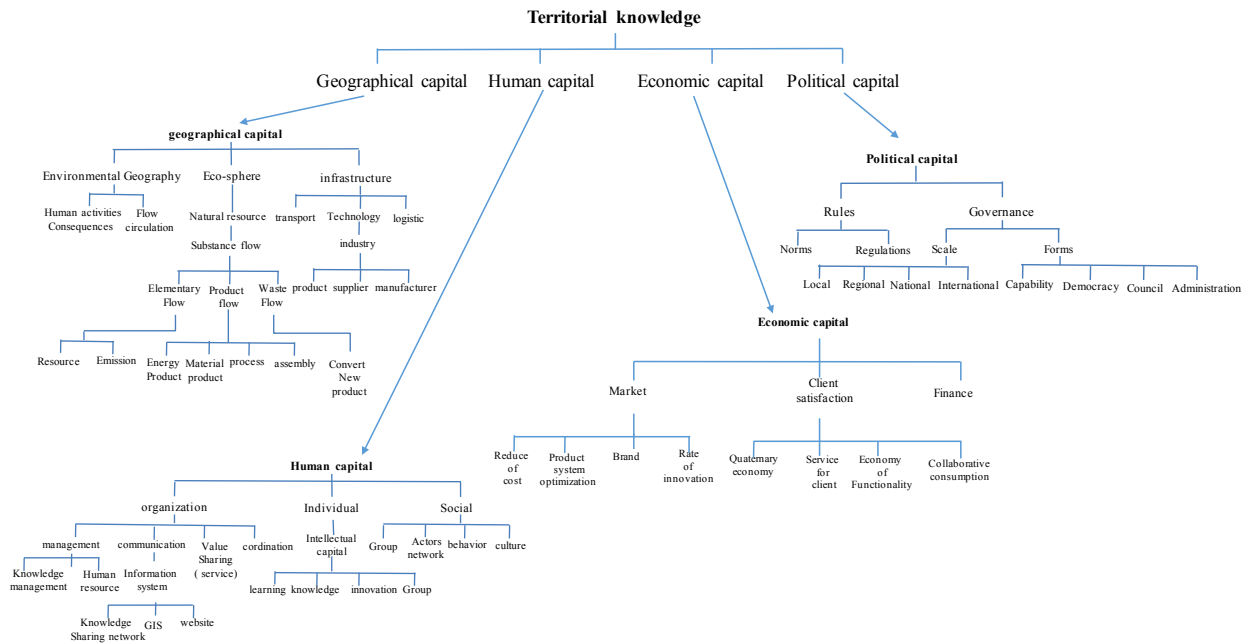 Territorial knowledge
Geographical capital
Human capital
Economic capital
Political capital
geographical capital
Environmental Geography
Eco-sphere
infrastructure
Human activities
Consequences
Flow
circulation
Natural resource
transport
Technology
logistic
Substance flow
industry
Elementary
Flow
Product
flow
Waste
Flow
product
supplier
manufacturer
Resource
Emission
Energy
Product
Material
product
process
assembly
Convert
New
product
Political capital
Rules
Governance
Norms
Regulations
Scale
Forms
Local
Regional
National
International
Capability
Democracy
Council
Administration
Economic capital
Market
Client
satisfaction
Finance
Reduce
of
cost
Product
system
optimization
Brand
Rate
of
innovation
Quaternary
economy
Service
for
client
Economy
of
Functionality
Collaborative
consumption
Human capital
organization
Individual
Social
management
communication
Value
Sharing
( service)
cordination
Intellectual
capital
Group
Actors
network
behavior
culture
Knowledge
management
Human
resource
Information
system
learning
knowledge
innovation
Group
Knowledge
Sharing network
GIS
website